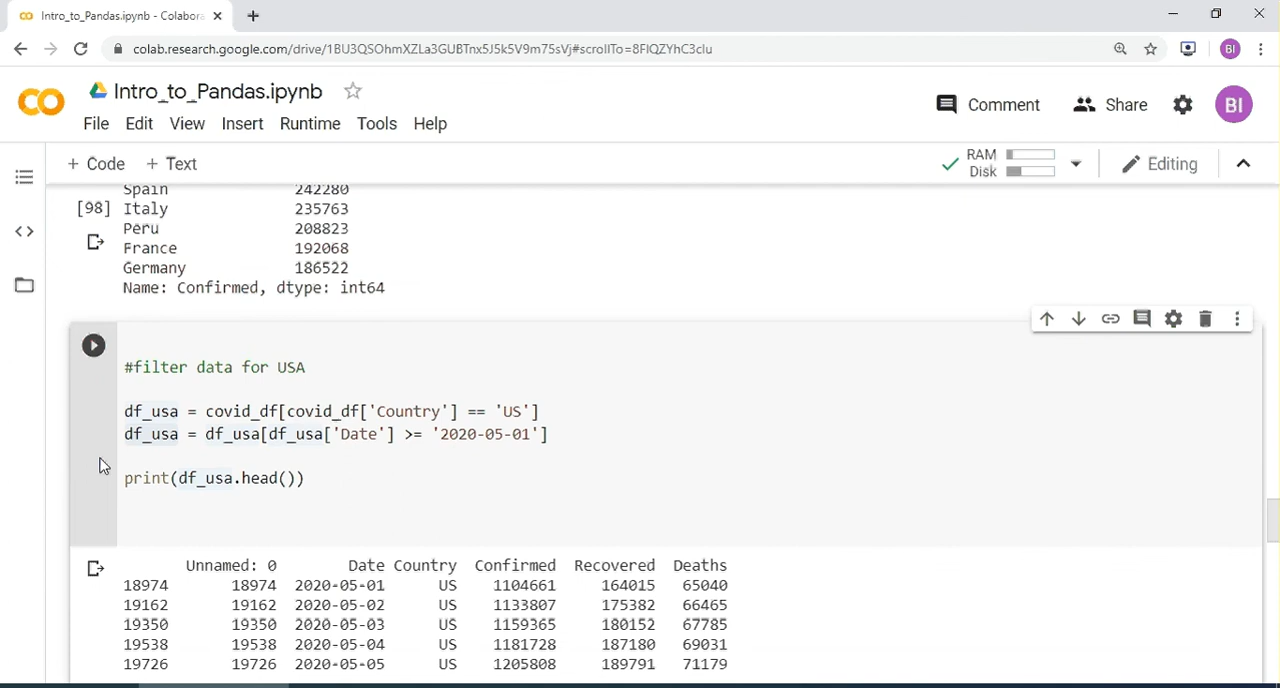 Intro_to_Pandas.ipynb - Colabora
colab.research.google.com/drive/1BU3QSOhmXZLa3GUBTnx5J5k5V9m75sVj#scrollTo=8FlQZYhC3clu
BI
Intro_to_Pandas.ipynb
File Edit View Insert Runtime Tools Help
Comment Share BI
+ Code + Text
RAM
Disk
Editing
Spain 242280
[98] Italy 235763
Peru 208823
France 192068
Germany 186522
Name: Confirmed, dtype: int64
#filter data for USA
df_usa = covid_df[covid_df['Country'] == 'US']
df_usa = df_usa[df_usa['Date'] >= '2020-05-01']
print(df_usa.head())
Unnamed: 0 Date Country Confirmed Recovered Deaths
18974 18974 2020-05-01 US 1104661 164015 65040
19162 19162 2020-05-02 US 1133807 175382 66465
19350 19350 2020-05-03 US 1159365 180152 67785
19538 19538 2020-05-04 US 1181728 187180 69031
19726 19726 2020-05-05 US 1205808 189791 71179